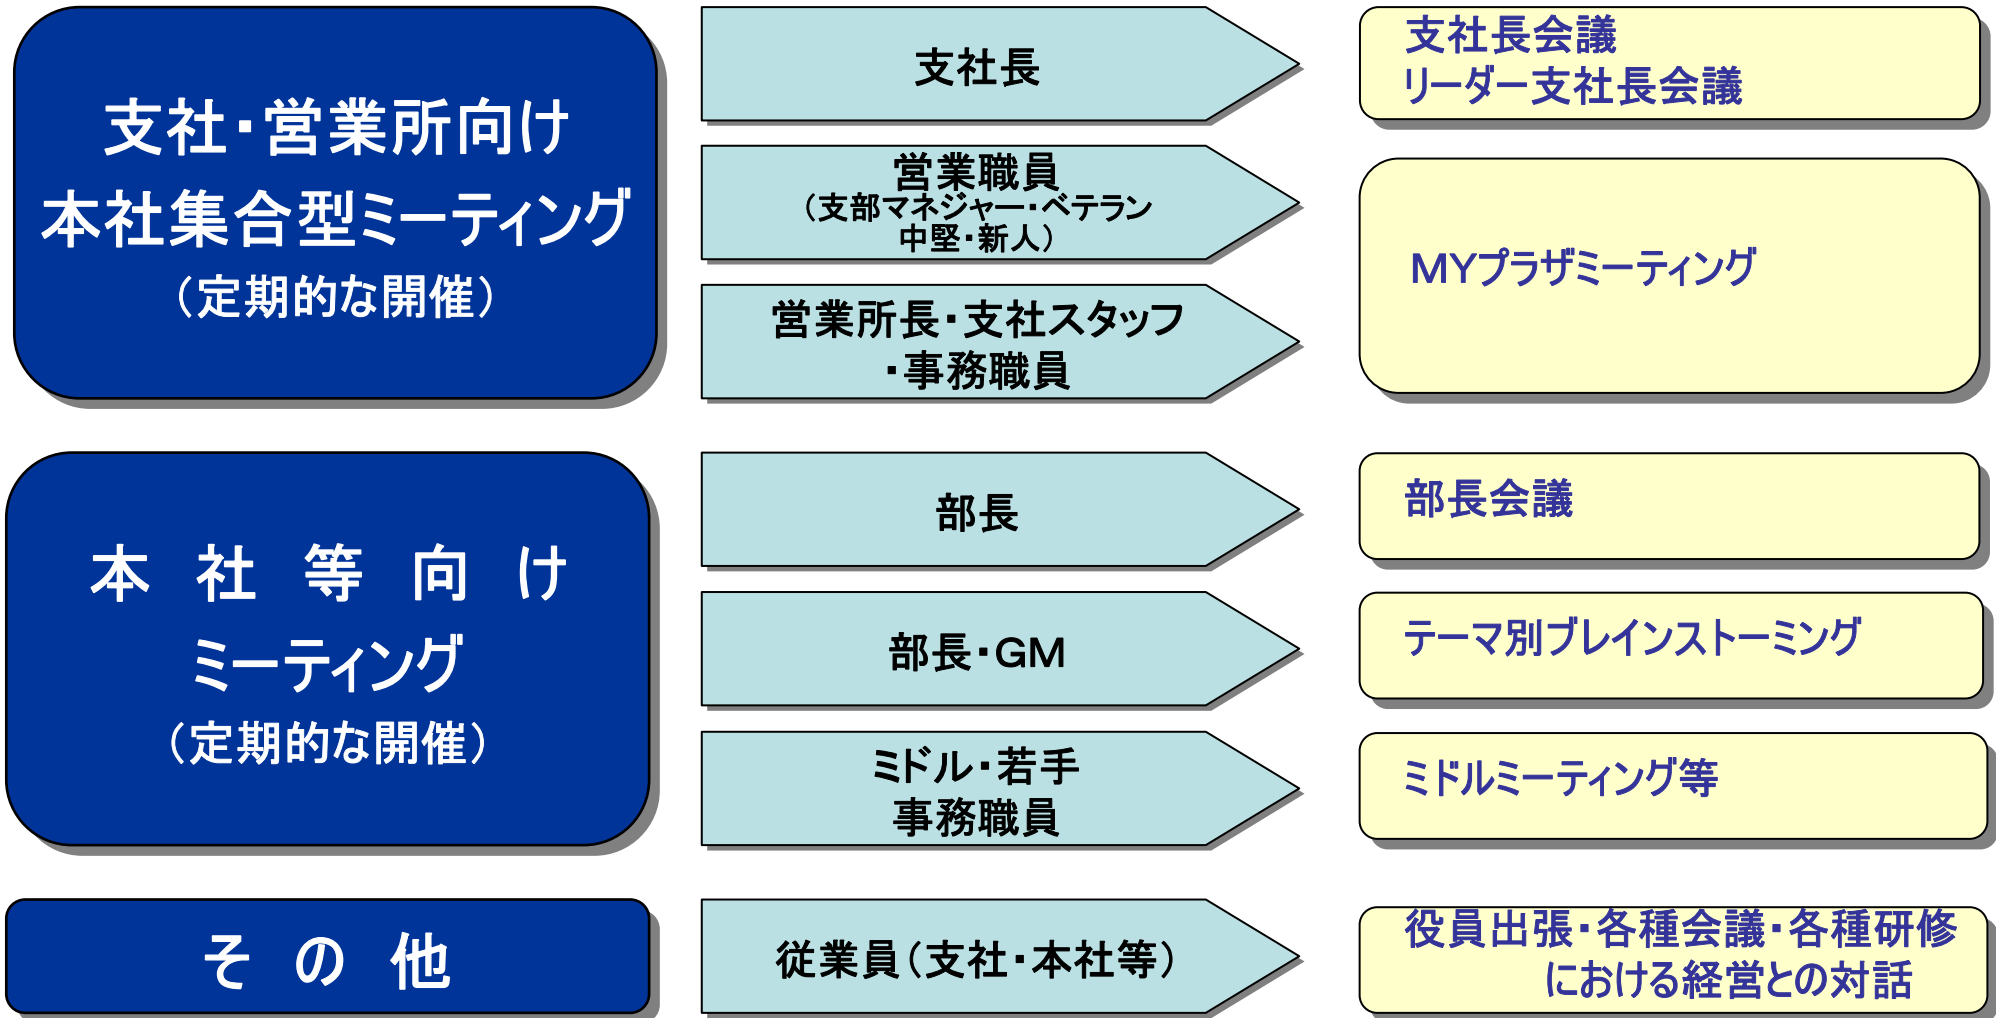 支社・営業所向け
本社集合型ミーティング
（定期的な開催）
支社長
支社長会議
リーダー支社長会議
営業職員
（支部マネジャー・ベテラン
中堅・新人）
営業所長・支社スタッフ
・事務職員
ＭＹプラザミーティング
本社等向け
ミーティング
（定期的な開催）
部長
部長会議
部長・ＧＭ
テーマ別ブレインストーミング
ミドル・若手
事務職員
ミドルミーティング等
その他
従業員（支社・本社等）
役員出張・各種会議・各種研修
における経営との対話